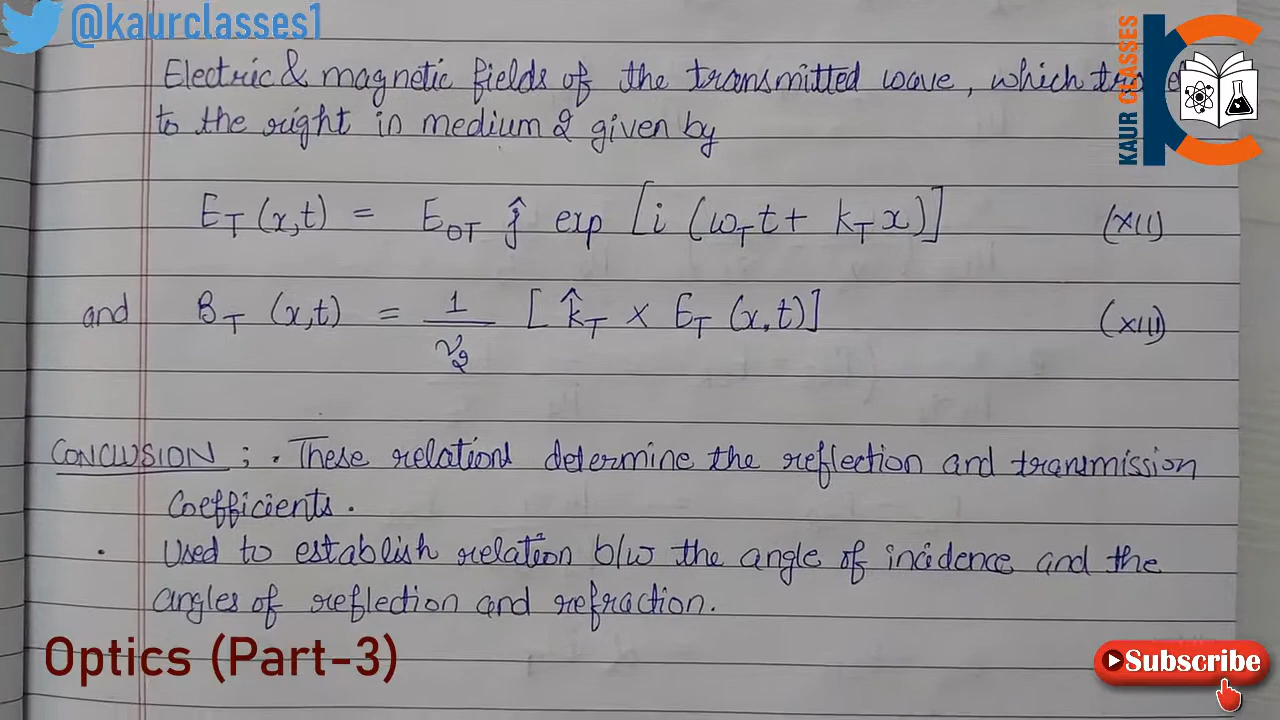 @kaurclasses1
KAUR CLASSES
Electric & magnetic fields of the transmitted wave, which
to the right in medium 2 given by
E_T (x,t) = E_OT ĵ exp [i (ω_T t + k_T x)] (XII)
and B_T (x,t) = 1/v_2 [k̂_T × E_T (x,t)] (XIII)
CONCLUSION ; . These relations determine the reflection and transmission
Coefficients .
. Used to establish relation b/w the angle of incidence and the
angles of reflection and refraction.
Optics (Part-3)
Subscribe